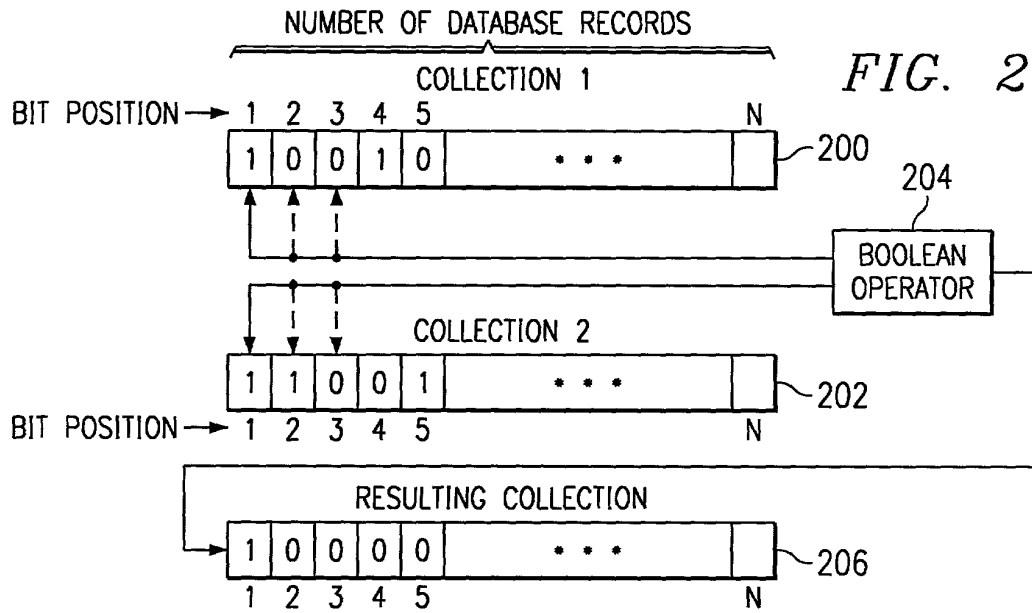 NUMBER OF DATABASE RECORDS
FIG. 2
COLLECTION 1
BIT POSITION 1 2 3 4 5 N
1 0 0 1 0 • • • 200
204
BOOLEAN
OPERATOR
COLLECTION 2
1 1 0 0 1 • • • 202
BIT POSITION 1 2 3 4 5 N
RESULTING COLLECTION
1 0 0 0 0 • • • 206
1 2 3 4 5 N